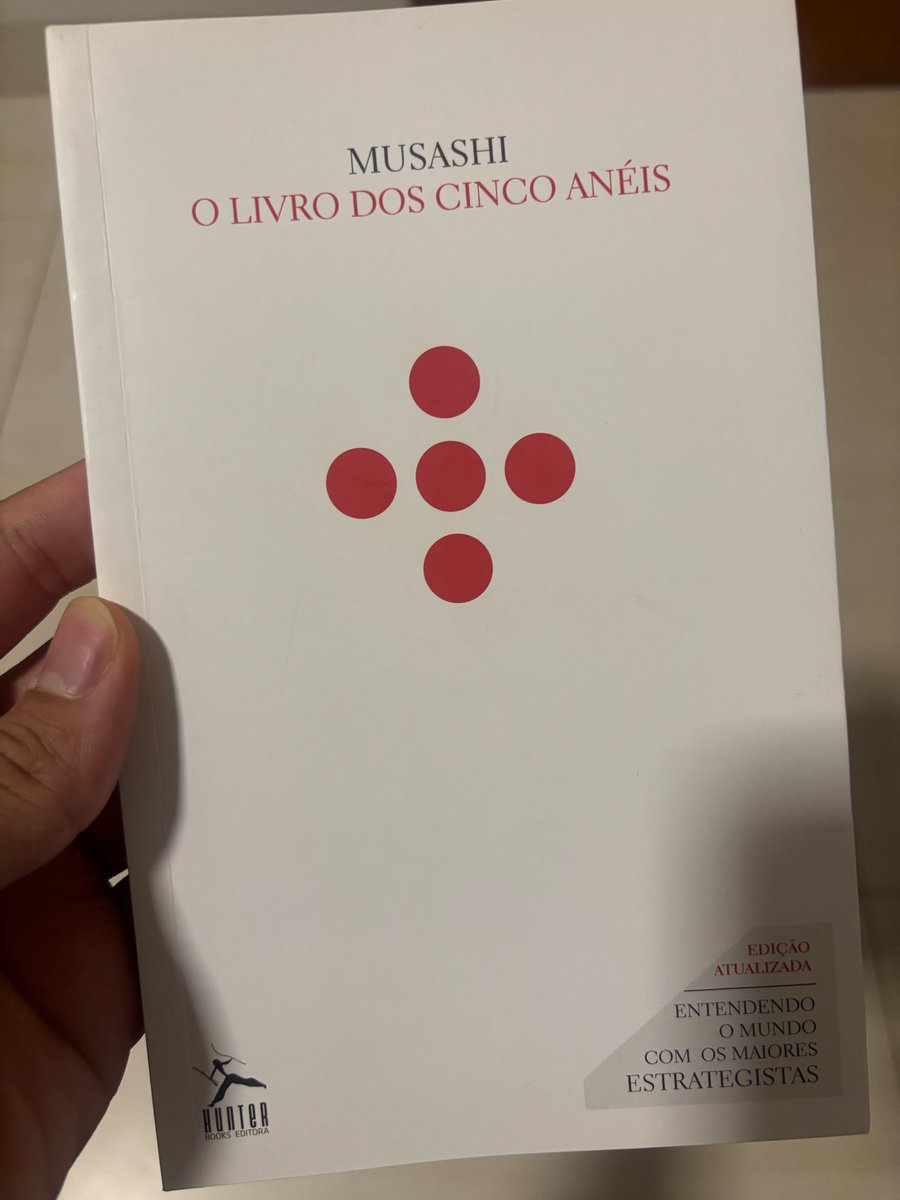 MUSASHI
O LIVRO DOS CINCO ANÉIS
EDIÇÃO
ATUALIZADA
ENTENDENDO
O MUNDO
COM OS MAIORES
ESTRATEGISTAS
HUNTER
BOOKS EDITORA